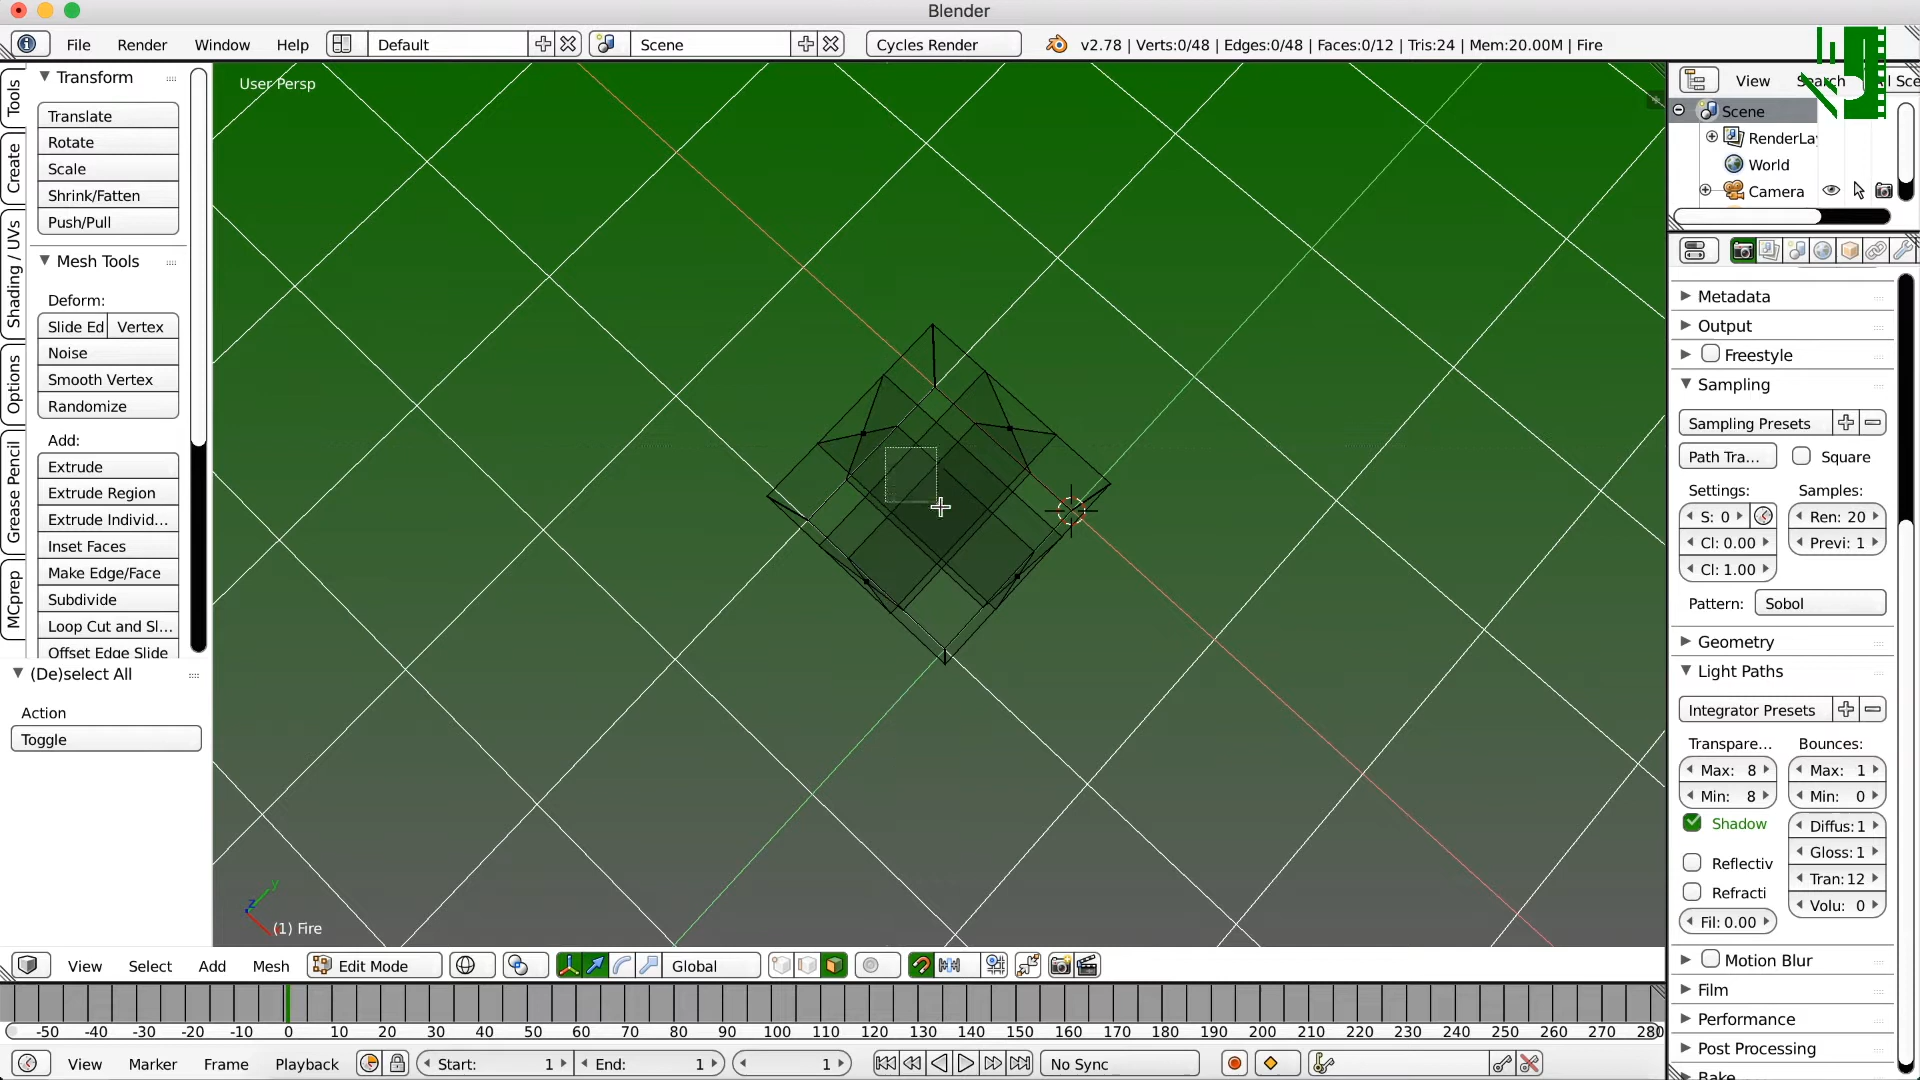 Blender
File Render Window Help Default Scene Cycles Render v2.78 | Verts:0/48 | Edges:0/48 | Faces:0/12 | Tris:24 | Mem:20.00M | Fire
Tools
Create
Shading / UVs
Options
Grease Pencil
MCprep
Transform
Translate
Rotate
Scale
Shrink/Fatten
Push/Pull
Mesh Tools
Deform:
Slide Ed Vertex
Noise
Smooth Vertex
Randomize
Add:
Extrude
Extrude Region
Extrude Individ...
Inset Faces
Make Edge/Face
Subdivide
Loop Cut and Sl...
Offset Edge Slide
(De)select All
Action
Toggle
User Persp
y
z
(1) Fire
View Search
Scene
RenderLa
World
Camera
Metadata
Output
Freestyle
Sampling
Sampling Presets
Path Tra... Square
Settings: Samples:
S: 0 Ren: 20
Cl: 0.00 Previ: 1
Cl: 1.00
Pattern: Sobol
Geometry
Light Paths
Integrator Presets
Transpare... Bounces:
Max: 8 Max: 1
Min: 8 Min: 0
Shadow Diffus: 1
Reflectiv Gloss: 1
Refracti Tran: 12
Fil: 0.00 Volu: 0
Motion Blur
Film
Performance
Post Processing
Bake
View Select Add Mesh Edit Mode Global
-50 -40 -30 -20 -10 0 10 20 30 40 50 60 70 80 90 100 110 120 130 140 150 160 170 180 190 200 210 220 230 240 250 260 270 280
View Marker Frame Playback Start: 1 End: 1 1 No Sync